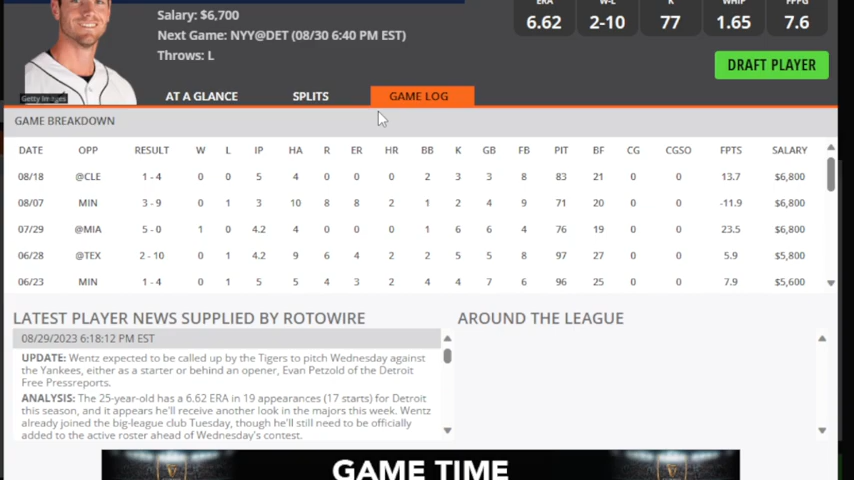 ERA W-L K WHIP FPPG
Salary: $6,700
6.62 2-10 77 1.65 7.6
Next Game: NYY@DET (08/30 6:40 PM EST)
Throws: L
DRAFT PLAYER
Getty Images
AT A GLANCE SPLITS GAME LOG
GAME BREAKDOWN
DATE OPP RESULT W L IP HA R ER HR BB K GB FB PIT BF CG CGSO FPTS SALARY
08/18 @CLE 1 - 4 0 0 5 4 0 0 0 2 3 3 8 83 21 0 0 13.7 $6,800
08/07 MIN 3 - 9 0 1 3 10 8 8 2 1 2 4 9 71 20 0 0 -11.9 $6,800
07/29 @MIA 5 - 0 1 0 4.2 4 0 0 0 1 6 6 4 76 19 0 0 23.5 $6,800
06/28 @TEX 2 - 10 0 1 4.2 9 6 4 2 2 5 5 8 97 27 0 0 5.9 $5,800
06/23 MIN 1 - 4 0 1 5 5 4 3 2 4 4 7 6 96 25 0 0 7.9 $5,600
LATEST PLAYER NEWS SUPPLIED BY ROTOWIRE
AROUND THE LEAGUE
08/29/2023 6:18:12 PM EST
UPDATE: Wentz expected to be called up by the Tigers to pitch Wednesday against
the Yankees, either as a starter or behind an opener, Evan Petzold of the Detroit
Free Pressreports.
ANALYSIS: The 25-year-old has a 6.62 ERA in 19 appearances (17 starts) for Detroit
this season, and it appears he'll receive another look in the majors this week. Wentz
already joined the big-league club Tuesday, though he'll still need to be officially
added to the active roster ahead of Wednesday's contest.
GAME TIME